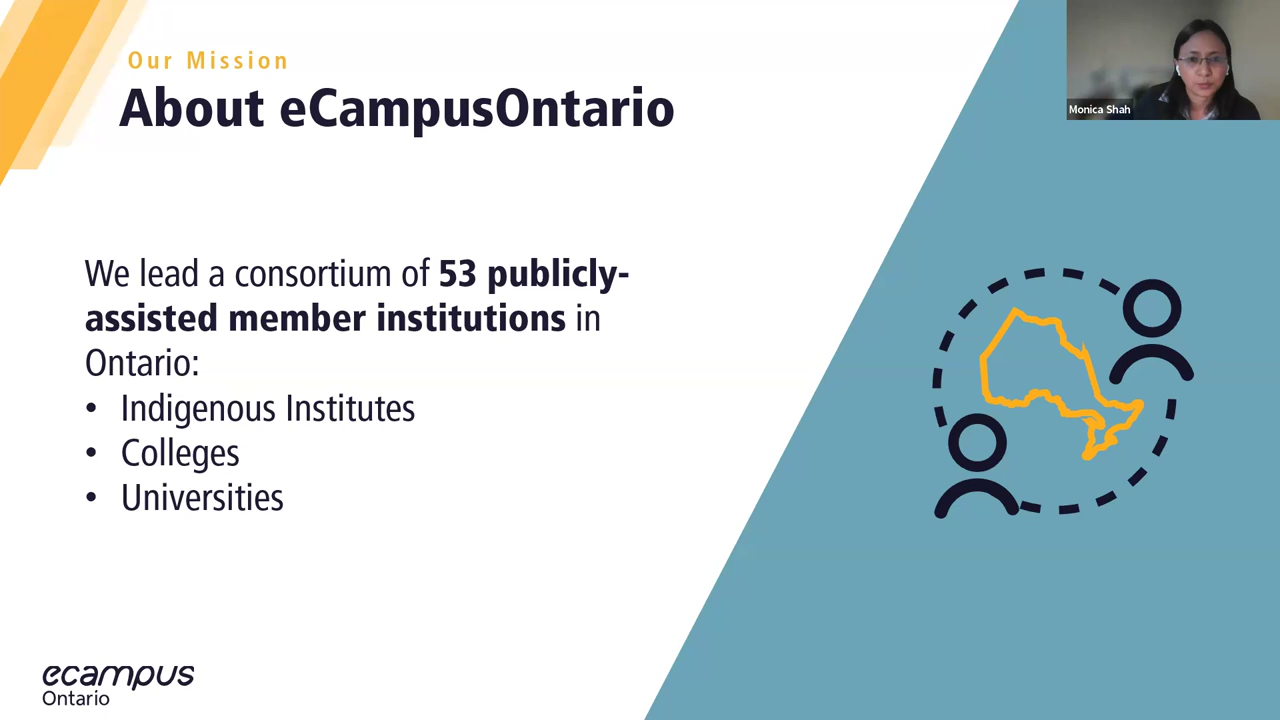 Our Mission
About eCampusOntario
Monica Shah
We lead a consortium of 53 publicly-
assisted member institutions in
Ontario:
• Indigenous Institutes
• Colleges
• Universities
ecampus
Ontario